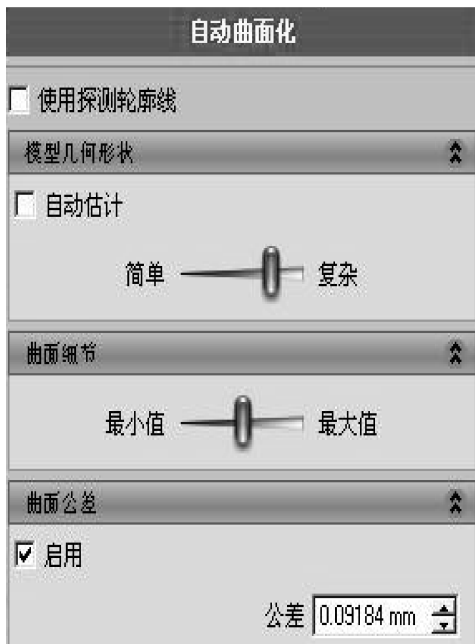 自动曲面化
使用探测轮廓线
模型几何形状
自动估计
简单 复杂
曲面细节
最小值 最大值
曲面公差
启用
公差 0.09184 mm